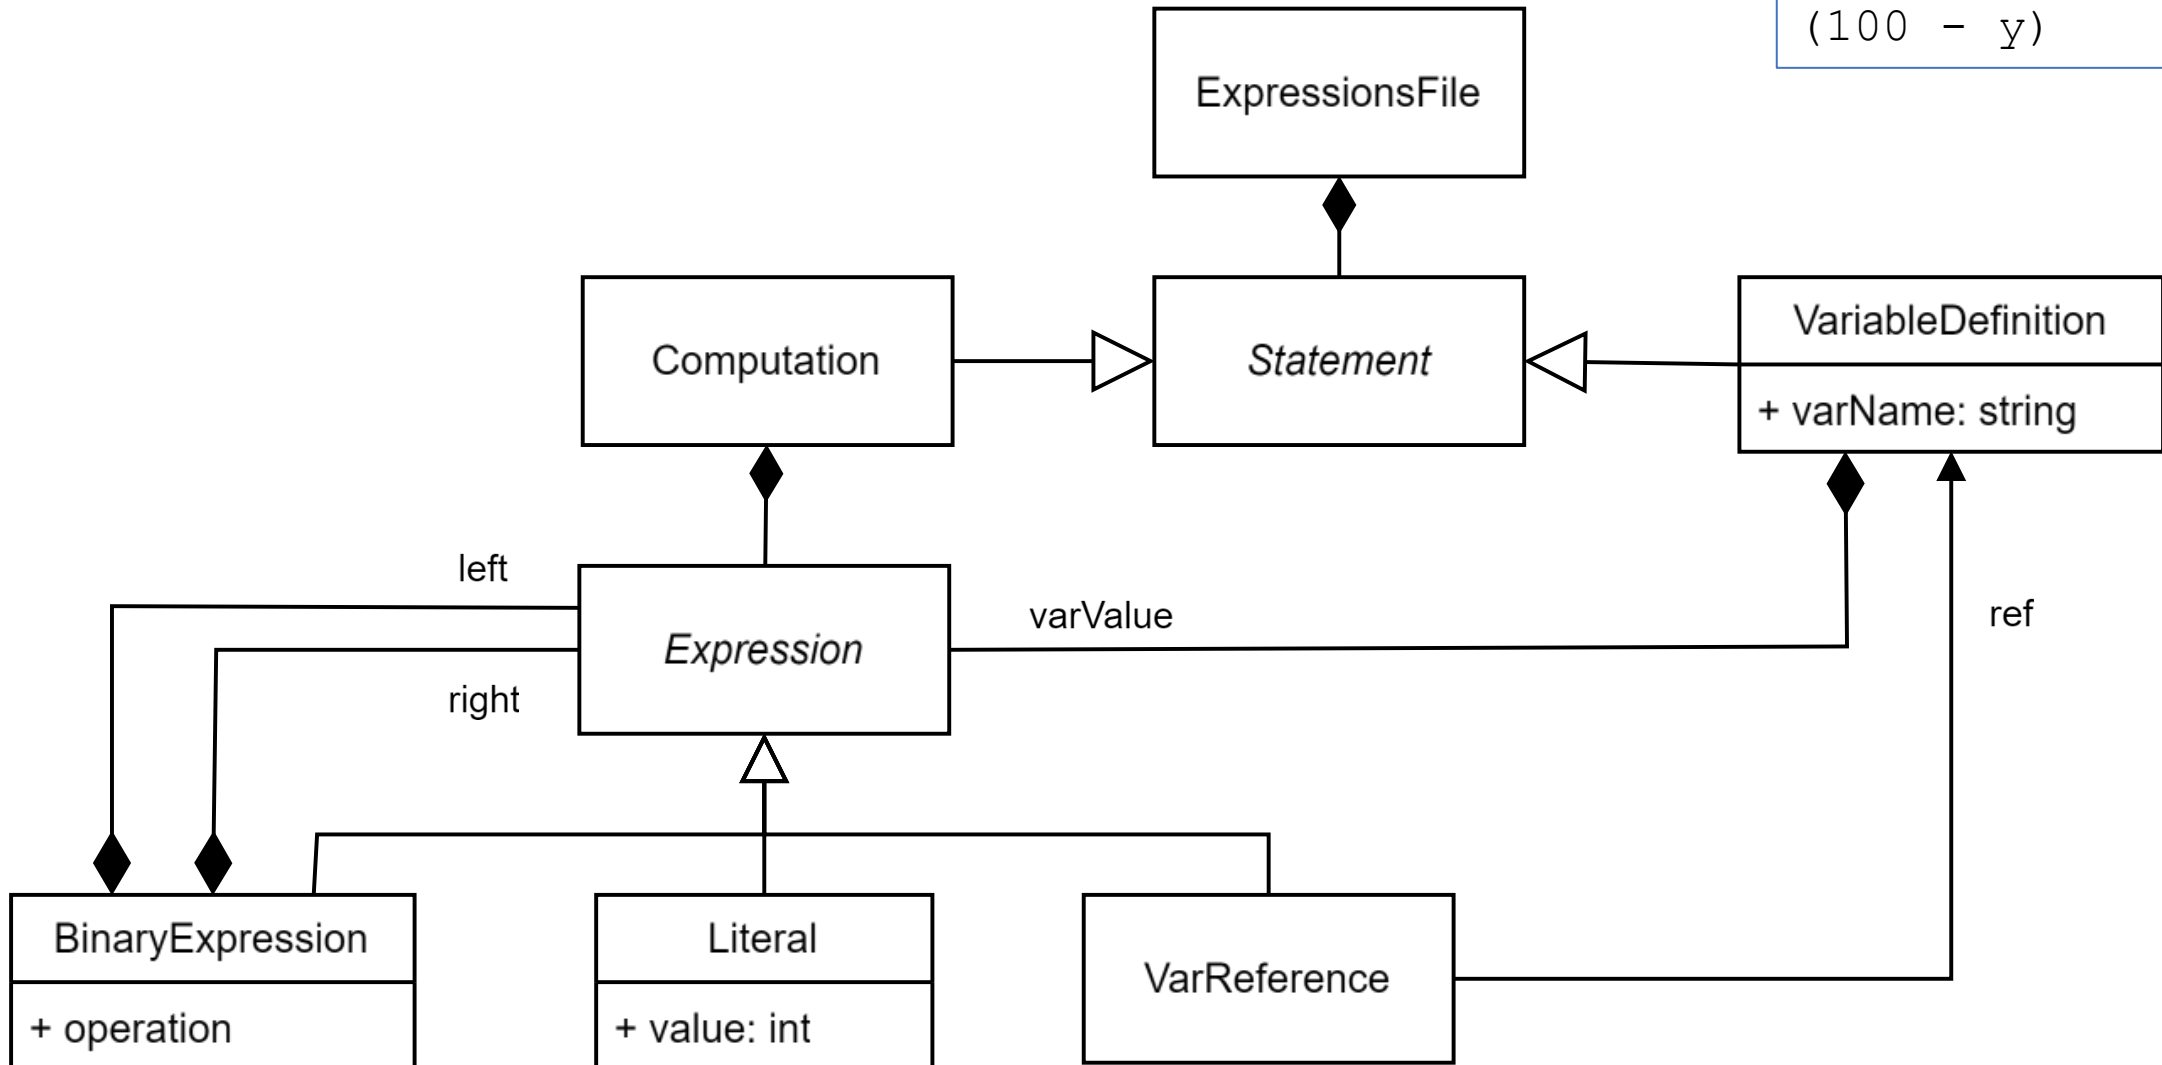 (100 - y)
ExpressionsFile
Computation
Statement
VariableDefinition
+ varName: string
left
Expression
varValue
ref
right
BinaryExpression
+ operation
Literal
+ value: int
VarReference